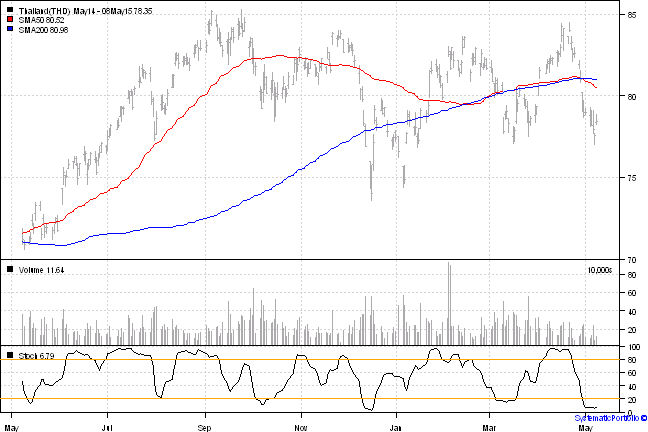 Thailand(THD) May14 - 08May15 78.35
SMA50 80.52
SMA200 80.98
85
80
75
70
Volume 11.64
10,000s
80
60
40
20
Stoch 6.79
100
80
60
40
20
0
SystematicPortfolio ©
May
Jul
Sep
Nov
Jan
Mar
May